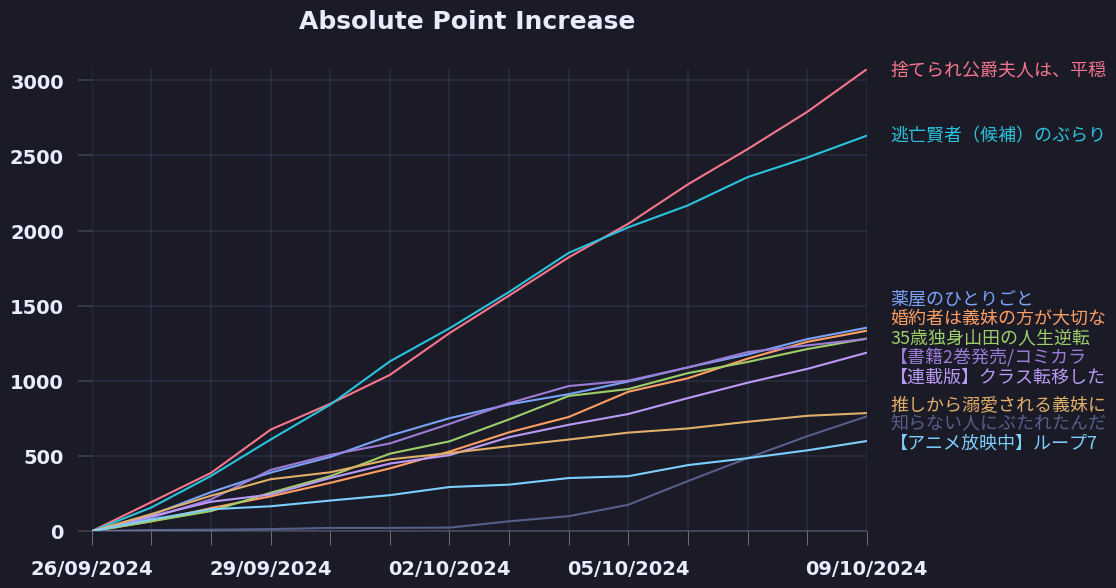 Absolute Point Increase
3000
2500
2000
1500
1000
500
0
26/09/2024
29/09/2024
02/10/2024
05/10/2024
09/10/2024
捨てられ公爵夫人は、平穏
逃亡賢者（候補）のぶらり
薬屋のひとりごと
婚約者は義妹の方が大切な
35歳独身山田の人生逆転
【書籍2巻発売/コミカラ
【連載版】クラス転移した
推しから溺愛される義妹に
知らない人にぶたれたんだ
【アニメ放映中】ループ7